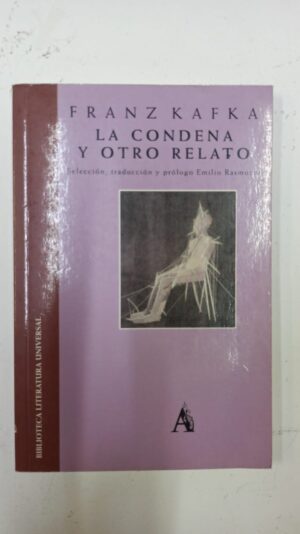 FRANZ KAFKA
LA CONDENA
Y OTRO RELATO
Selección, traducción y prólogo Emilio
BIBLIOTECA LITERATURA UNIVERSAL